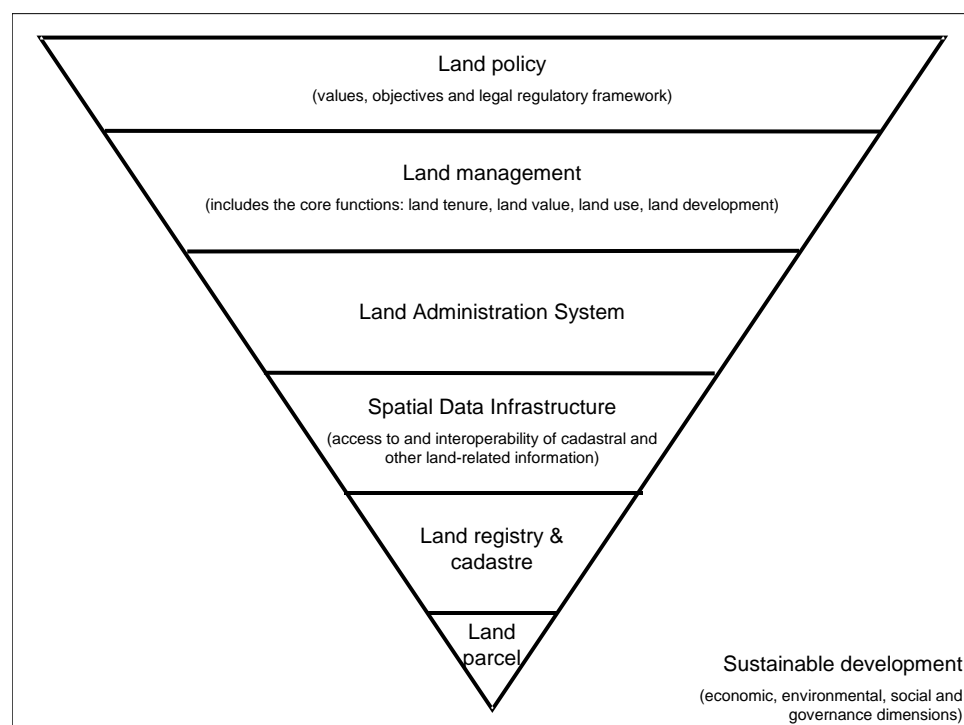 Land policy
(values, objectives and legal regulatory framework)
Land management
(includes the core functions: land tenure, land value, land use, land development)
Land Administration System
Spatial Data Infrastructure
(access to and interoperability of cadastral and
other land-related information)
Land registry &
cadastre
Land
parcel
Sustainable development
(economic, environmental, social and
governance dimensions)